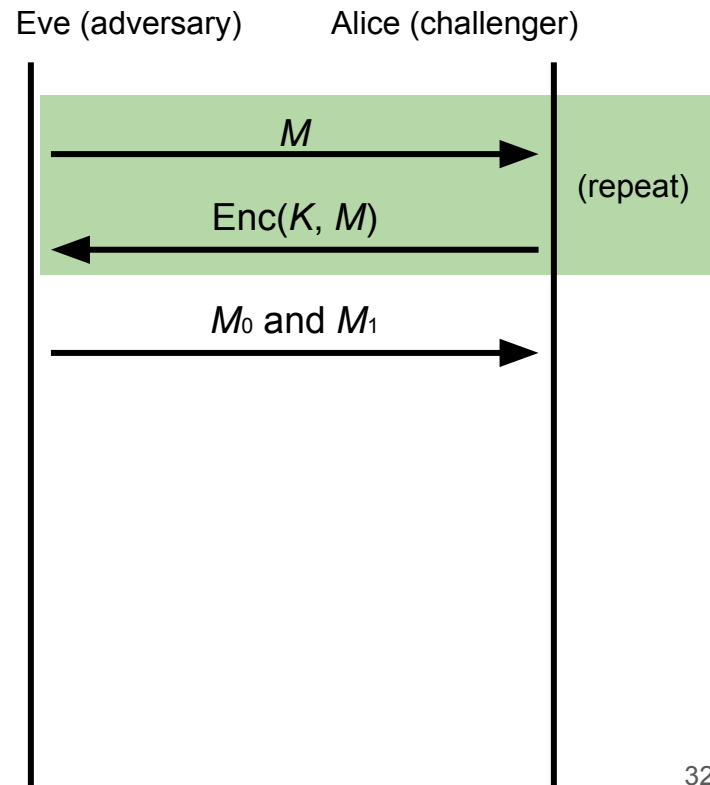 Eve (adversary) Alice (challenger)
M
(repeat)
Enc(K, M)
M₀ and M₁
32